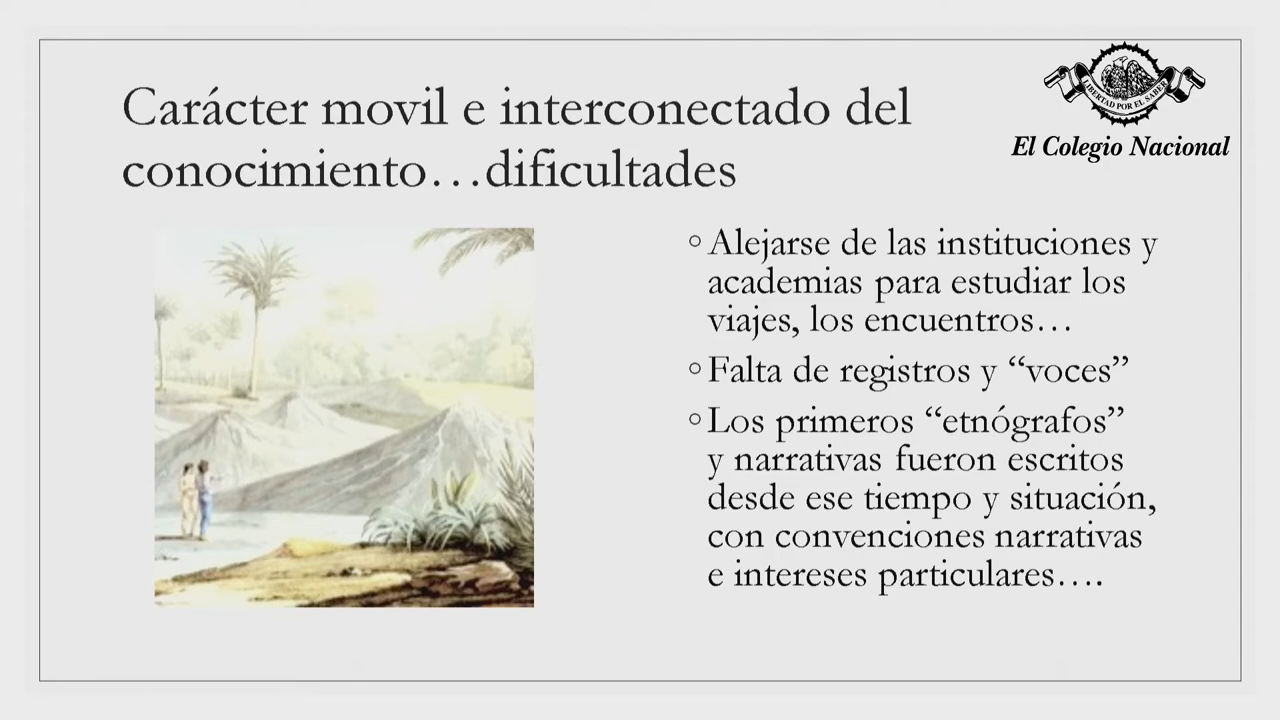 Carácter movil e interconectado del
conocimiento…dificultades
LIBERTAD POR EL SABER
El Colegio Nacional
◦ Alejarse de las instituciones y
academias para estudiar los
viajes, los encuentros…
◦ Falta de registros y “voces”
◦ Los primeros “etnógrafos”
y narrativas fueron escritos
desde ese tiempo y situación,
con convenciones narrativas
e intereses particulares….